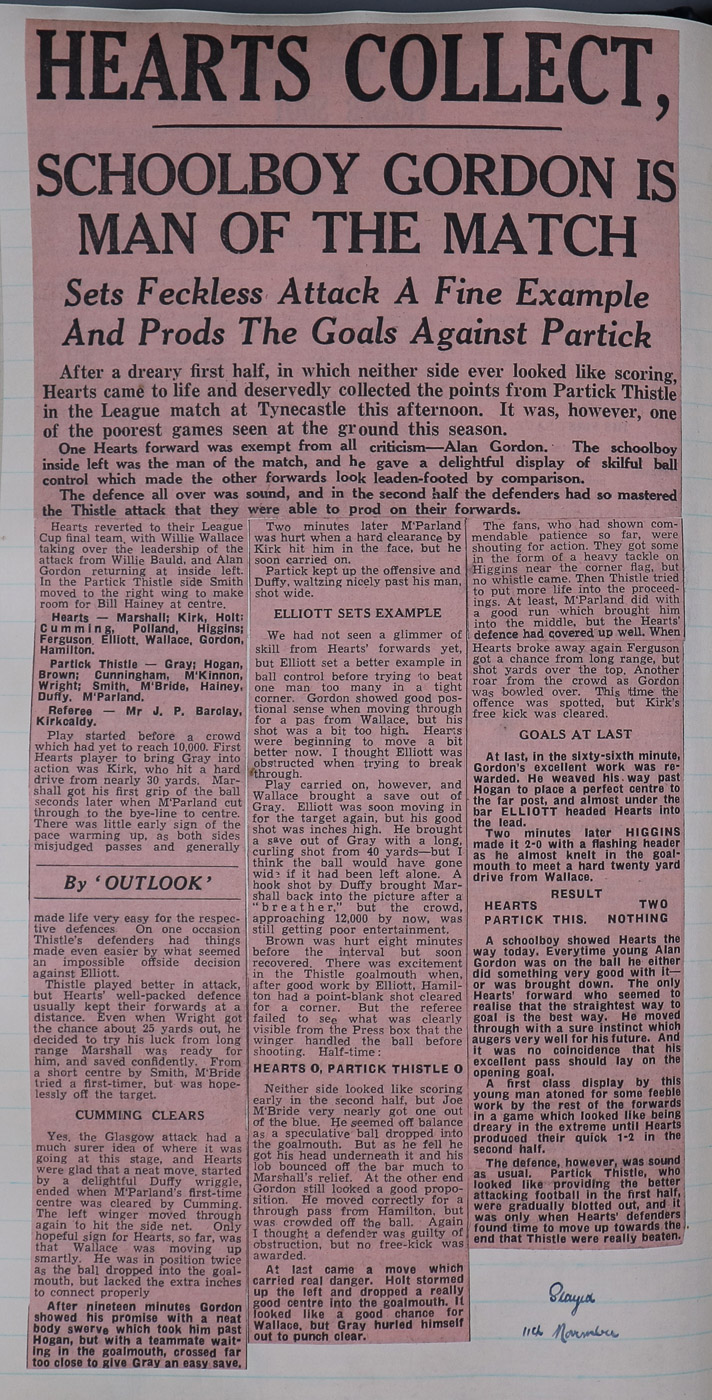 HEARTS COLLECT,
SCHOOLBOY GORDON IS
MAN OF THE MATCH
Sets Feckless Attack A Fine Example
And Prods The Goals Against Partick
After a dreary first half, in which neither side ever looked like scoring,
Hearts came to life and deservedly collected the points from Partick Thistle
in the League match at Tynecastle this afternoon. It was, however, one
of the poorest games seen at the ground this season.
One Hearts forward was exempt from all criticism—Alan Gordon. The schoolboy
inside left was the man of the match, and he gave a delightful display of skilful ball
control which made the other forwards look leaden-footed by comparison.
The defence all over was sound, and in the second half the defenders had so mastered
the Thistle attack that they were able to prod on their forwards.
Hearts reverted to their League
Cup final team, with Willie Wallace
taking over the leadership of the
attack from Willie Bauld, and Alan
Gordon returning at inside left.
In the Partick Thistle side Smith
moved to the right wing to make
room for Bill Hainey at centre.
Hearts — Marshall; Kirk, Holt;
Cumming, Polland, Higgins;
Ferguson, Elliott, Wallace, Gordon,
Hamilton.
Partick Thistle — Gray; Hogan,
Brown; Cunningham, M'Kinnon,
Wright; Smith, M'Bride, Hainey,
Duffy, M'Parland.
Referee — Mr J. P. Barclay,
Kirkcaldy.
Play started before a crowd
which had yet to reach 10,000. First
Hearts player to bring Gray into
action was Kirk, who hit a hard
drive from nearly 30 yards. Mar-
shall got his first grip of the ball
seconds later when M'Parland cut
through to the bye-line to centre.
There was little early sign of the
pace warming up, as both sides
misjudged passes and generally
By 'OUTLOOK'
made life very easy for the respec-
tive defences. On one occasion
Thistle's defenders had things
made even easier by what seemed
an impossible offside decision
against Elliott.
Thistle played better in attack,
but Hearts' well-packed defence
usually kept their forwards at a
distance. Even when Wright got
the chance about 25 yards out, he
decided to try his luck from long
range Marshall was ready for
him, and saved confidently. From
a short centre by Smith, M'Bride
tried a first-timer, but was hope-
lessly off the target.
CUMMING CLEARS
Yes, the Glasgow attack had a
much surer idea of where it was
going at this stage, and Hearts
were glad that a neat move, started
by a delightful Duffy wriggle,
ended when M'Parland's first-time
centre was cleared by Cumming.
The left winger moved through
again to hit the side net. Only
hopeful sign for Hearts, so far, was
that Wallace was moving up
smartly. He was in position twice
as the ball dropped into the goal-
mouth, but lacked the extra inches
to connect properly
After nineteen minutes Gordon
showed his promise with a neat
body swerve which took him past
Hogan, but with a teammate wait-
ing in the goalmouth, crossed far
too close to give Gray an easy save.
Two minutes later M'Parland
was hurt when a hard clearance by
Kirk hit him in the face, but he
soon carried on.
Partick kept up the offensive and
Duffy, waltzing nicely past his man,
shot wide.
ELLIOTT SETS EXAMPLE
We had not seen a glimmer of
skill from Hearts' forwards yet,
but Elliott set a better example in
ball control before trying to beat
one man too many in a tight
corner. Gordon showed good pos-
tional sense when moving through
for a pas from Wallace, but his
shot was a bit too high. Hearts
were beginning to move a bit
better now. I thought Elliott was
obstructed when trying to break
through.
Play carried on, however, and
Wallace brought a save out of
Gray. Elliott was soon moving in
for the target again, but his good
shot was inches high. He brought
a save out of Gray with a long,
curling shot from 40 yards—but I
think the ball would have gone
wide if it had been left alone. A
hook shot by Duffy brought Mar-
shall back into the picture after a
"breather," but the crowd,
approaching 12,000 by now, was
still getting poor entertainment.
Brown was hurt eight minutes
before the interval but soon
recovered. There was excitement
in the Thistle goalmouth when,
after good work by Elliott, Hamil-
ton had a point-blank shot cleared
for a corner. But the referee
failed to see what was clearly
visible from the Press box that the
winger handled the ball before
shooting. Half-time:
HEARTS 0, PARTICK THISTLE 0
Neither side looked like scoring
early in the second half, but Joe
M'Bride very nearly got one out
of the blue. He seemed off balance
as a speculative ball dropped into
the goalmouth. But as he fell he
got his head underneath it and his
lob bounced off the bar much to
Marshall's relief. At the other end
Gordon still looked a good propo-
sition. He moved correctly for a
through pass from Hamilton, but
was crowded off the ball. Again
I thought a defender was guilty of
obstruction, but no free-kick was
awarded.
At last came a move which
carried real danger. Holt stormed
up the left and dropped a really
good centre into the goalmouth. It
looked like a good chance for
Wallace, but Gray hurled himself
out to punch clear.
The fans, who had shown com-
mendable patience so far, were
shouting for action. They got some
in the form of a heavy tackle on
Higgins near the corner flag, but
no whistle came. Then Thistle tried
to put more life into the proceed-
ings. At least, M'Parland did with
a good run which brought him
into the middle, but the Hearts'
defence had covered up well. When
Hearts broke away again Ferguson
got a chance from long range, but
shot yards over the top. Another
roar from the crowd as Gordon
was bowled over. This time the
offence was spotted, but Kirk's
free kick was cleared.
GOALS AT LAST
At last, in the sixty-sixth minute,
Gordon's excellent work was re-
warded. He weaved his way past
Hogan to place a perfect centre to
the far post, and almost under the
bar ELLIOTT headed Hearts into
the lead.
Two minutes later HIGGINS
made it 2-0 with a flashing header
as he almost knelt in the goal-
mouth to meet a hard twenty yard
drive from Wallace.
RESULT
HEARTS TWO
PARTICK THIS. NOTHING
A schoolboy showed Hearts the
way today. Everytime young Alan
Gordon was on the ball he either
did something very good with it—
or was brought down. The only
Hearts' forward who seemed to
realise that the straightest way to
goal is the best way. He moved
through with a sure instinct which
augers very well for his future. And
it was no coincidence that his
excellent pass should lay on the
opening goal.
A first class display by this
young man atoned for some feeble
work by the rest of the forwards
in a game which looked like being
dreary in the extreme until Hearts
produced their quick 1-2 in the
second half.
The defence, however, was sound
as usual. Partick Thistle, who
looked like providing the better
attacking football in the first half,
were gradually blotted out, and it
was only when Hearts' defenders
found time to move up towards the
end that Thistle were really beaten.
Played
11th November